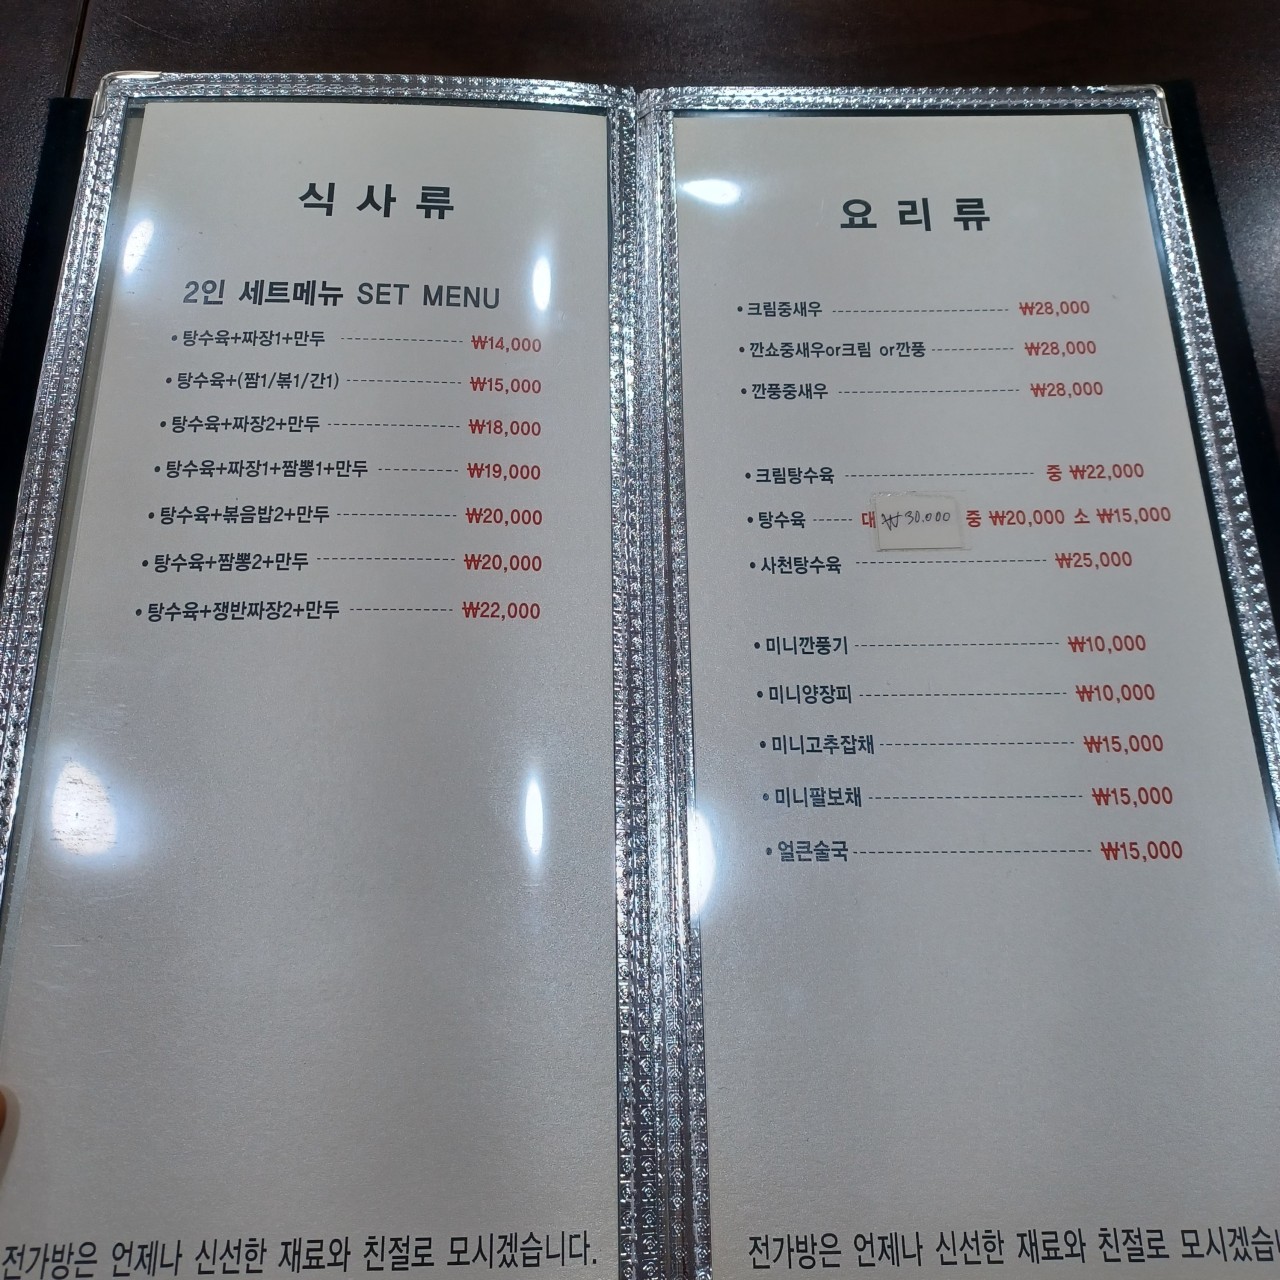 식사류
2인 세트메뉴 SET MENU
•탕수육+짜장1+만두 ₩14,000
•탕수육+(짬1/볶1/간1) ₩15,000
•탕수육+짜장2+만두 ₩18,000
•탕수육+짜장1+짬뽕1+만두 ₩19,000
•탕수육+볶음밥2+만두 ₩20,000
•탕수육+짬뽕2+만두 ₩20,000
•탕수육+쟁반짜장2+만두 ₩22,000
전가방은 언제나 신선한 재료와 친절로 모시겠습니다.
요리류
•크림중새우 ₩28,000
•깐쇼중새우or크림 or깐풍 ₩28,000
•깐풍중새우 ₩28,000
•크림탕수육 중 ₩22,000
•탕수육 대 ₩30.000 중 ₩20,000 소 ₩15,000
•사천탕수육 ₩25,000
•미니깐풍기 ₩10,000
•미니양장피 ₩10,000
•미니고추잡채 ₩15,000
•미니팔보채 ₩15,000
•얼큰술국 ₩15,000
전가방은 언제나 신선한 재료와 친절로 모시겠습니